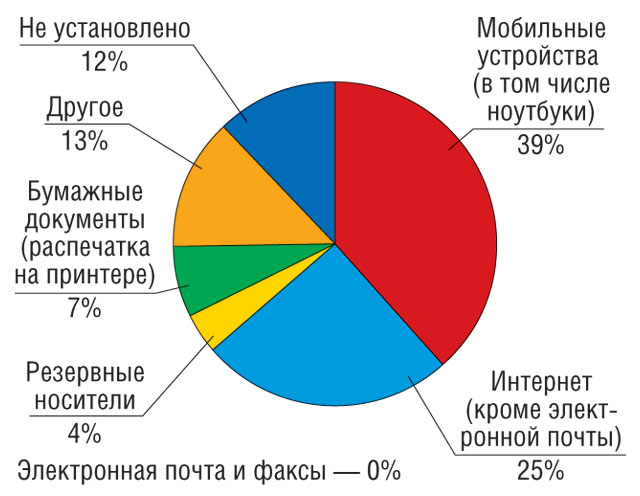 Не установлено
12%
Другое
13%
Бумажные
документы
(распечатка
на принтере)
7%
Резервные
носители
4%
Электронная почта и факсы — 0%
Мобильные
устройства
(в том числе
ноутбуки)
39%
Интернет
(кроме элект-
ронной почты)
25%